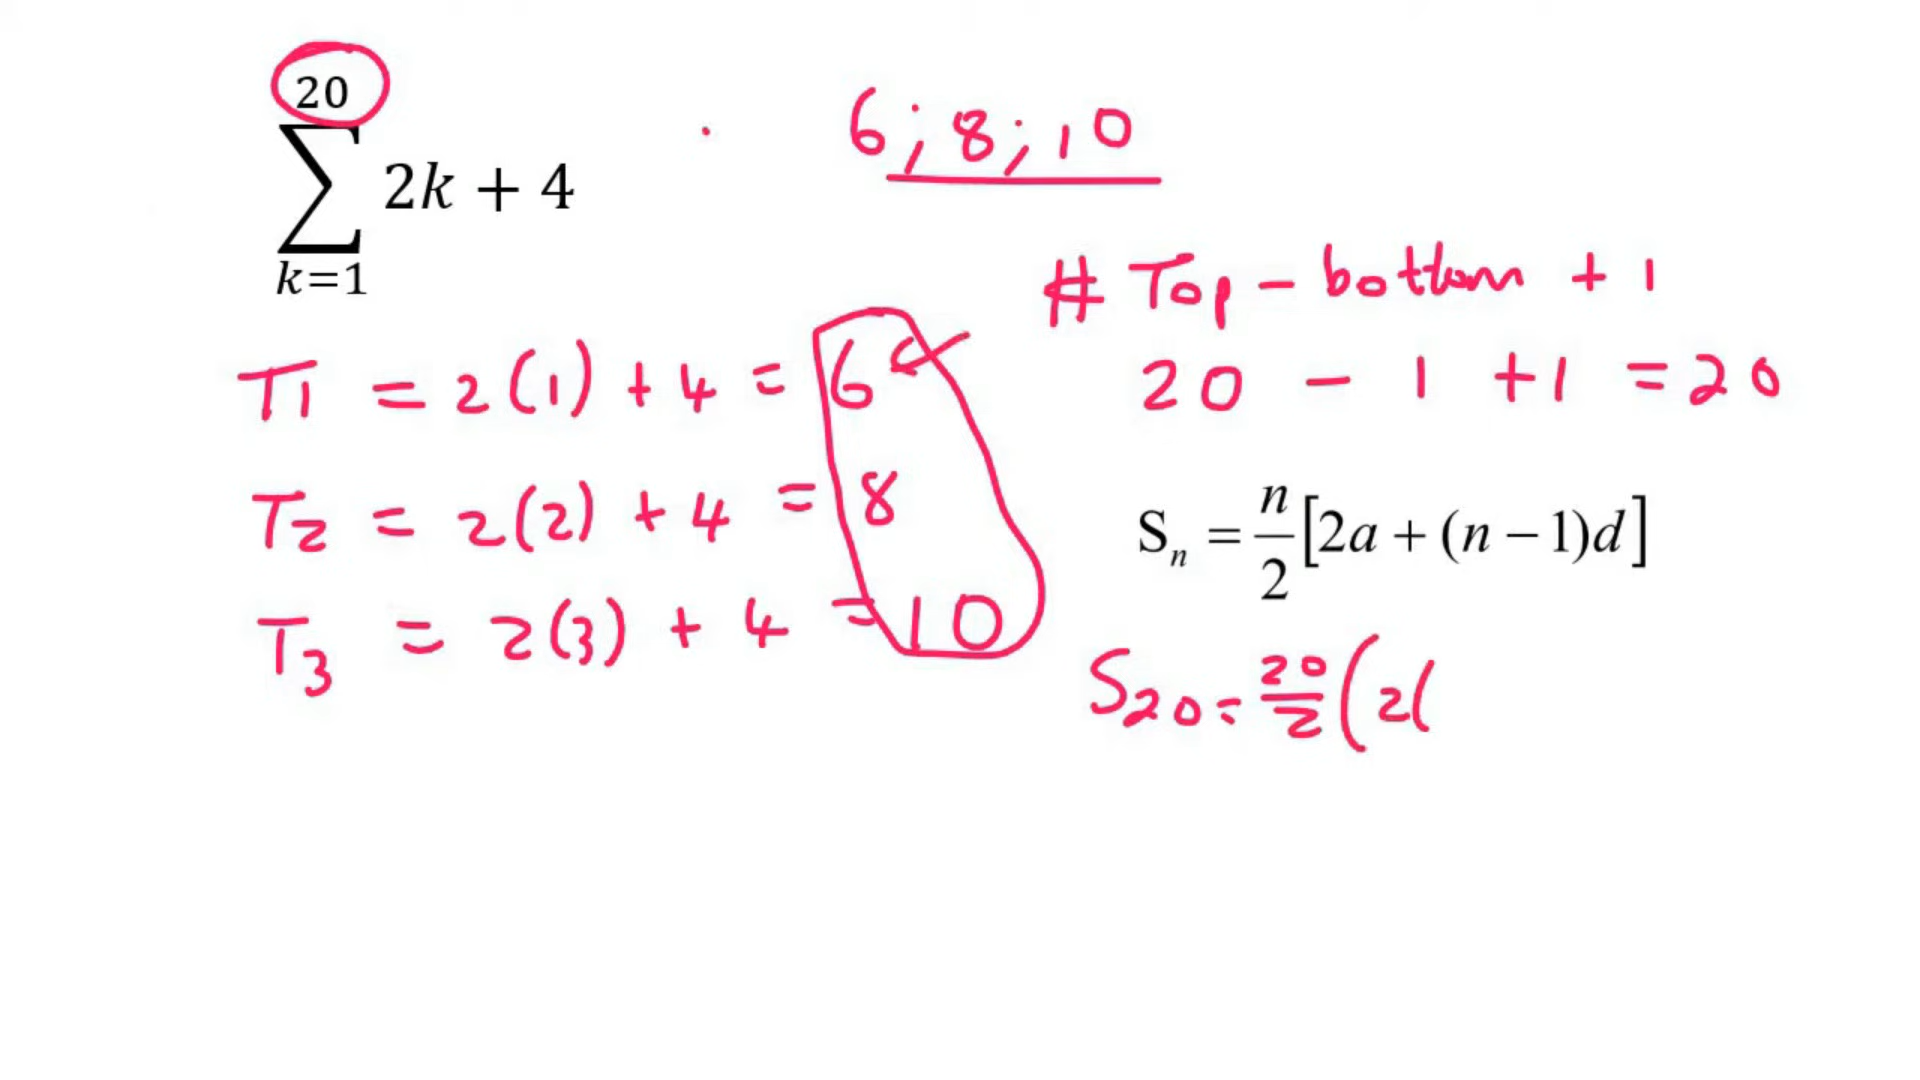 20
∑ 2k + 4
k=1
6 ; 8 ; 10
# Top - bottom + 1
20 - 1 + 1 = 20
T1 = 2(1) + 4 = 6
T2 = 2(2) + 4 = 8
T3 = 2(3) + 4 = 10
Sn = n/2 [2a + (n − 1)d]
S20 = 20/2 (2(